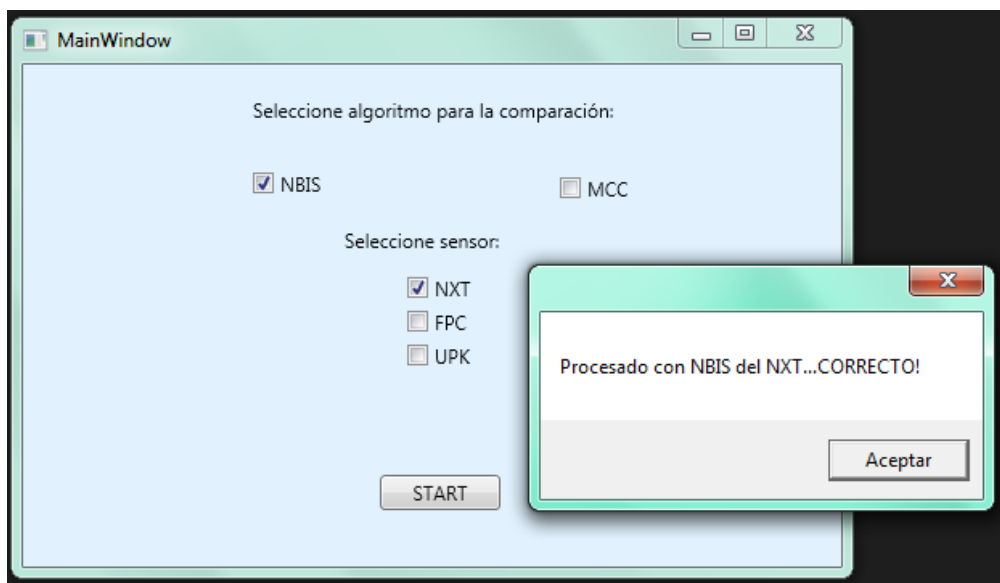 MainWindow
Seleccione algoritmo para la comparación:
NBIS
MCC
Seleccione sensor:
NXT
FPC
UPK
START
Procesado con NBIS del NXT...CORRECTO!
Aceptar